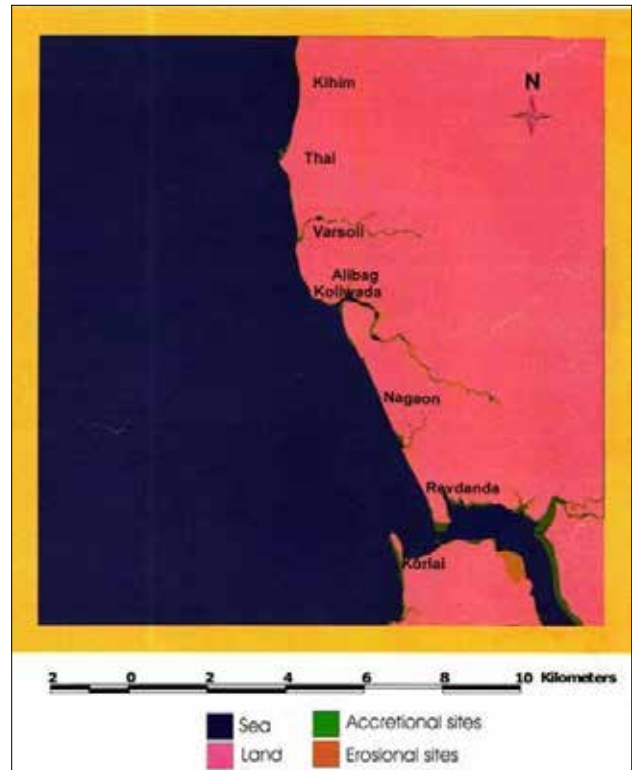 Kihim
N
Thal
Varsoli
Alibag
Koliwada
Nagaon
Revdanda
Korlai
2 0 2 4 6 8 10 Kilometers
Sea
Accretional sites
Land
Erosional sites